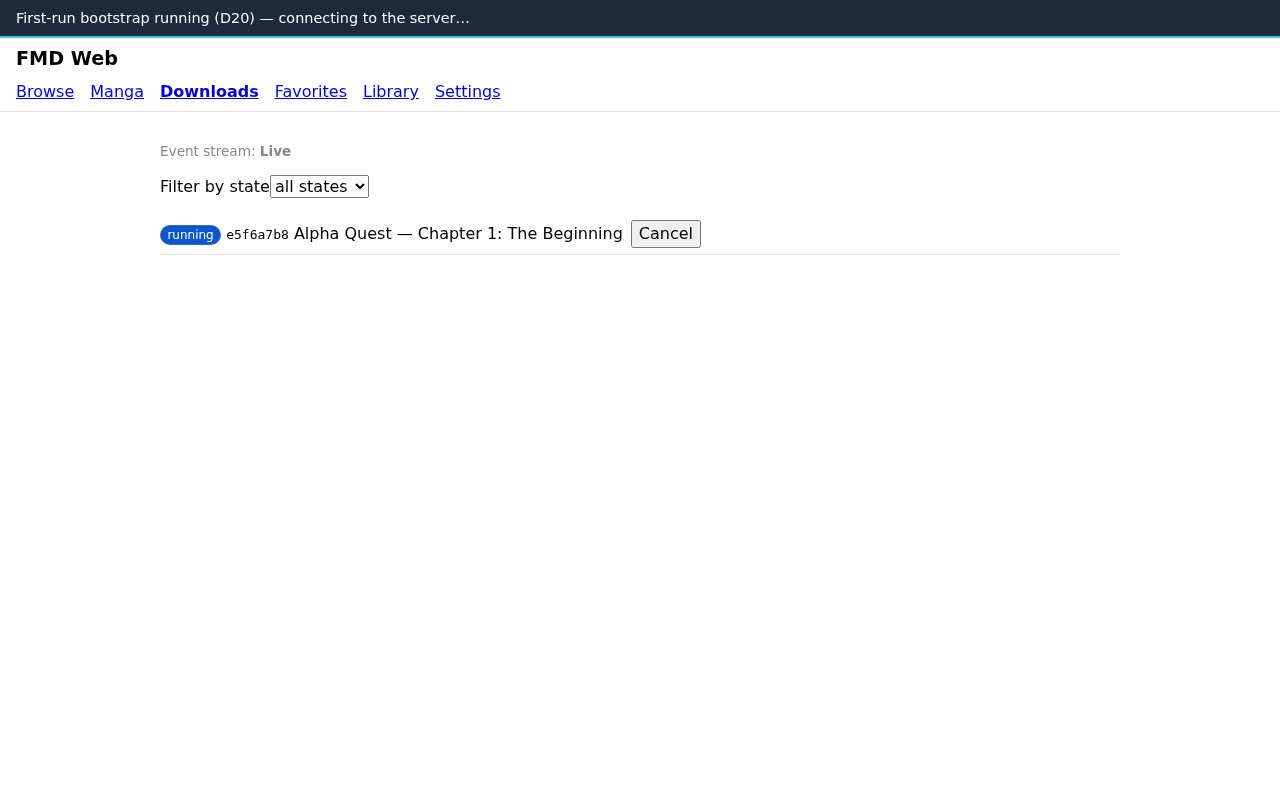 First-run bootstrap running (D20) — connecting to the server…
FMD Web
Browse Manga Downloads Favorites Library Settings
Event stream: Live
Filter by state all states
running e5f6a7b8 Alpha Quest — Chapter 1: The Beginning Cancel